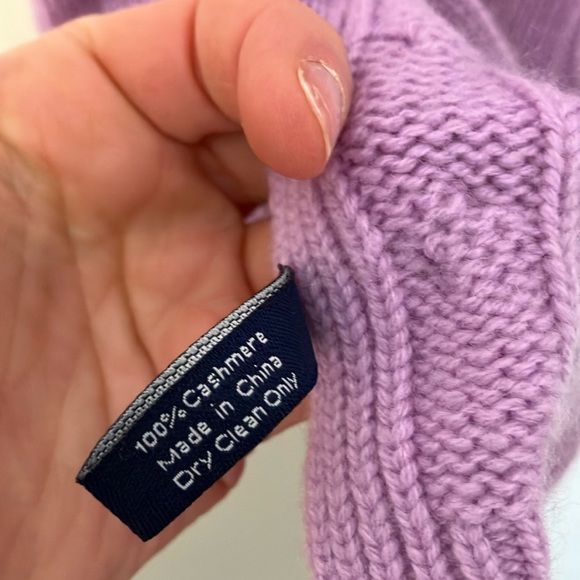 100% Cashmere
Made in China
Dry Clean Only